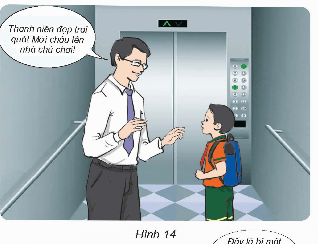 Thanh niên đẹp trai
quá! Mời cháu lên
nhà chú chơi!
Hình 14
Đây là bí mật